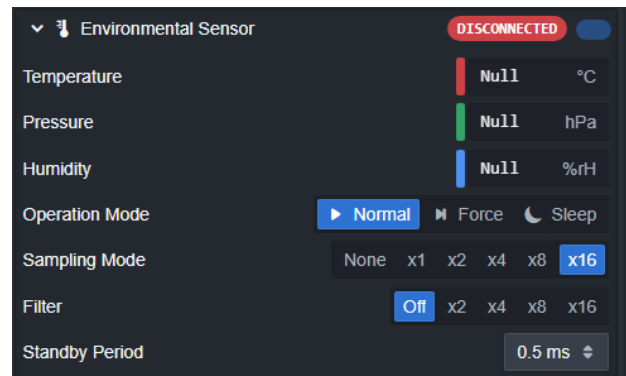 Environmental Sensor DISCONNECTED
Temperature Null °C
Pressure Null hPa
Humidity Null %rH
Operation Mode Normal Force Sleep
Sampling Mode None x1 x2 x4 x8 x16
Filter Off x2 x4 x8 x16
Standby Period 0.5 ms